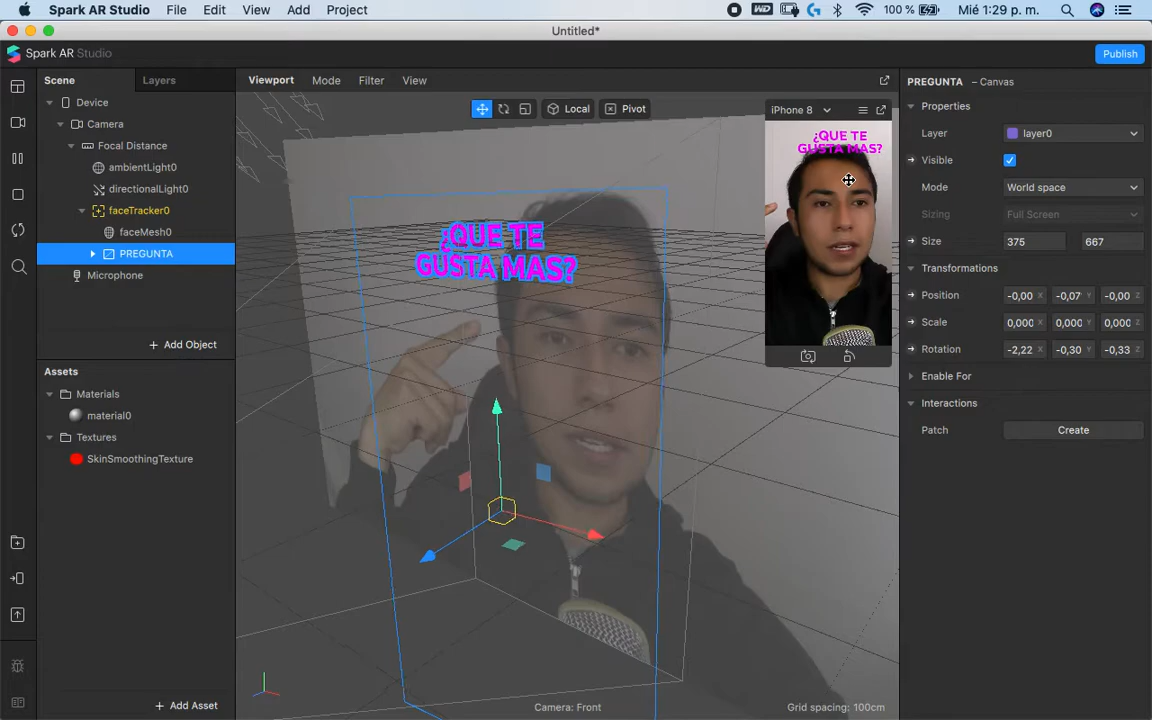 Spark AR Studio File Edit View Add Project 100 % Mié 1:29 p. m.
Untitled*
Spark AR Studio
Publish
Scene Layers
Device
Camera
Focal Distance
ambientLight0
directionalLight0
faceTracker0
faceMesh0
PREGUNTA
Microphone
Add Object
Assets
Materials
material0
Textures
SkinSmoothingTexture
Add Asset
Viewport Mode Filter View
Local Pivot
¿QUE TE
GUSTA MAS?
Camera: Front
Grid spacing: 100cm
iPhone 8
¿QUE TE
GUSTA MAS?
PREGUNTA – Canvas
Properties
Layer layer0
Visible
Mode World space
Sizing Full Screen
Size 375 667
Transformations
Position -0,00 X -0,07 Y -0,00 Z
Scale 0,000 X 0,000 Y 0,000 Z
Rotation -2,22 X -0,30 Y -0,33 Z
Enable For
Interactions
Patch Create